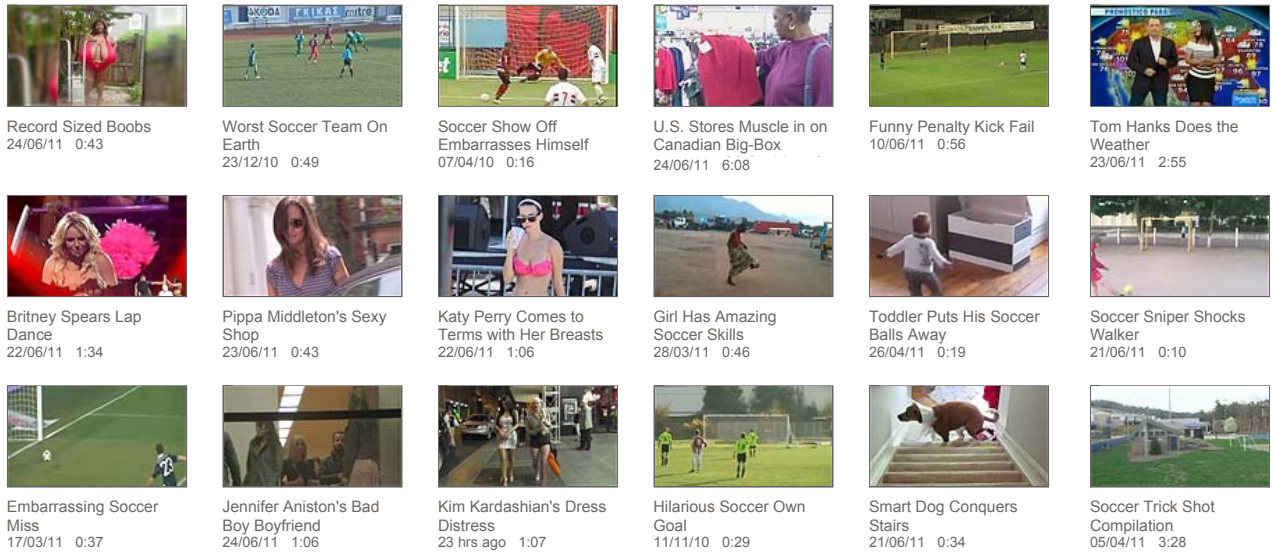 ΣΚODA ΓΚΙΚΑΣ mitre
7
PRONOSTICO PARA
Record Sized Boobs
24/06/11 0:43
Worst Soccer Team On
Earth
23/12/10 0:49
Soccer Show Off
Embarrasses Himself
07/04/10 0:16
U.S. Stores Muscle in on
Canadian Big-Box
24/06/11 6:08
Funny Penalty Kick Fail
10/06/11 0:56
Tom Hanks Does the
Weather
23/06/11 2:55
Britney Spears Lap
Dance
22/06/11 1:34
Pippa Middleton's Sexy
Shop
23/06/11 0:43
Katy Perry Comes to
Terms with Her Breasts
22/06/11 1:06
Girl Has Amazing
Soccer Skills
28/03/11 0:46
Toddler Puts His Soccer
Balls Away
26/04/11 0:19
Soccer Sniper Shocks
Walker
21/06/11 0:10
23
Embarrassing Soccer
Miss
17/03/11 0:37
Jennifer Aniston's Bad
Boy Boyfriend
24/06/11 1:06
Kim Kardashian's Dress
Distress
23 hrs ago 1:07
Hilarious Soccer Own
Goal
11/11/10 0:29
Smart Dog Conquers
Stairs
21/06/11 0:34
Soccer Trick Shot
Compilation
05/04/11 3:28